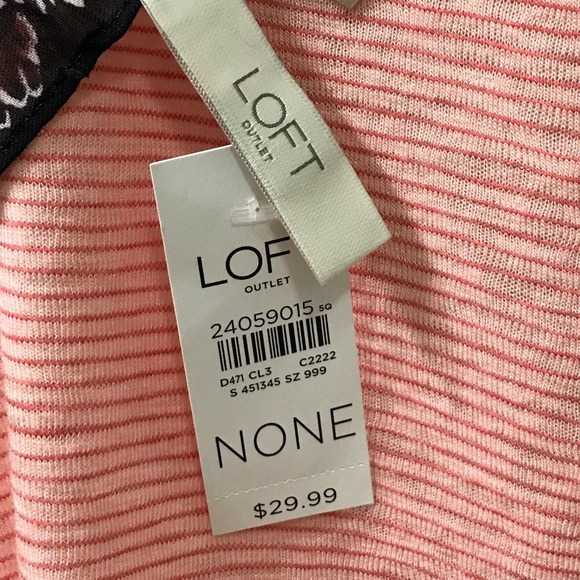 LOFT
OUTLET
LOF
OUTLET
24059015 SQ
D471 CL3 C2222
S 451345 SZ 999
NONE
$29.99